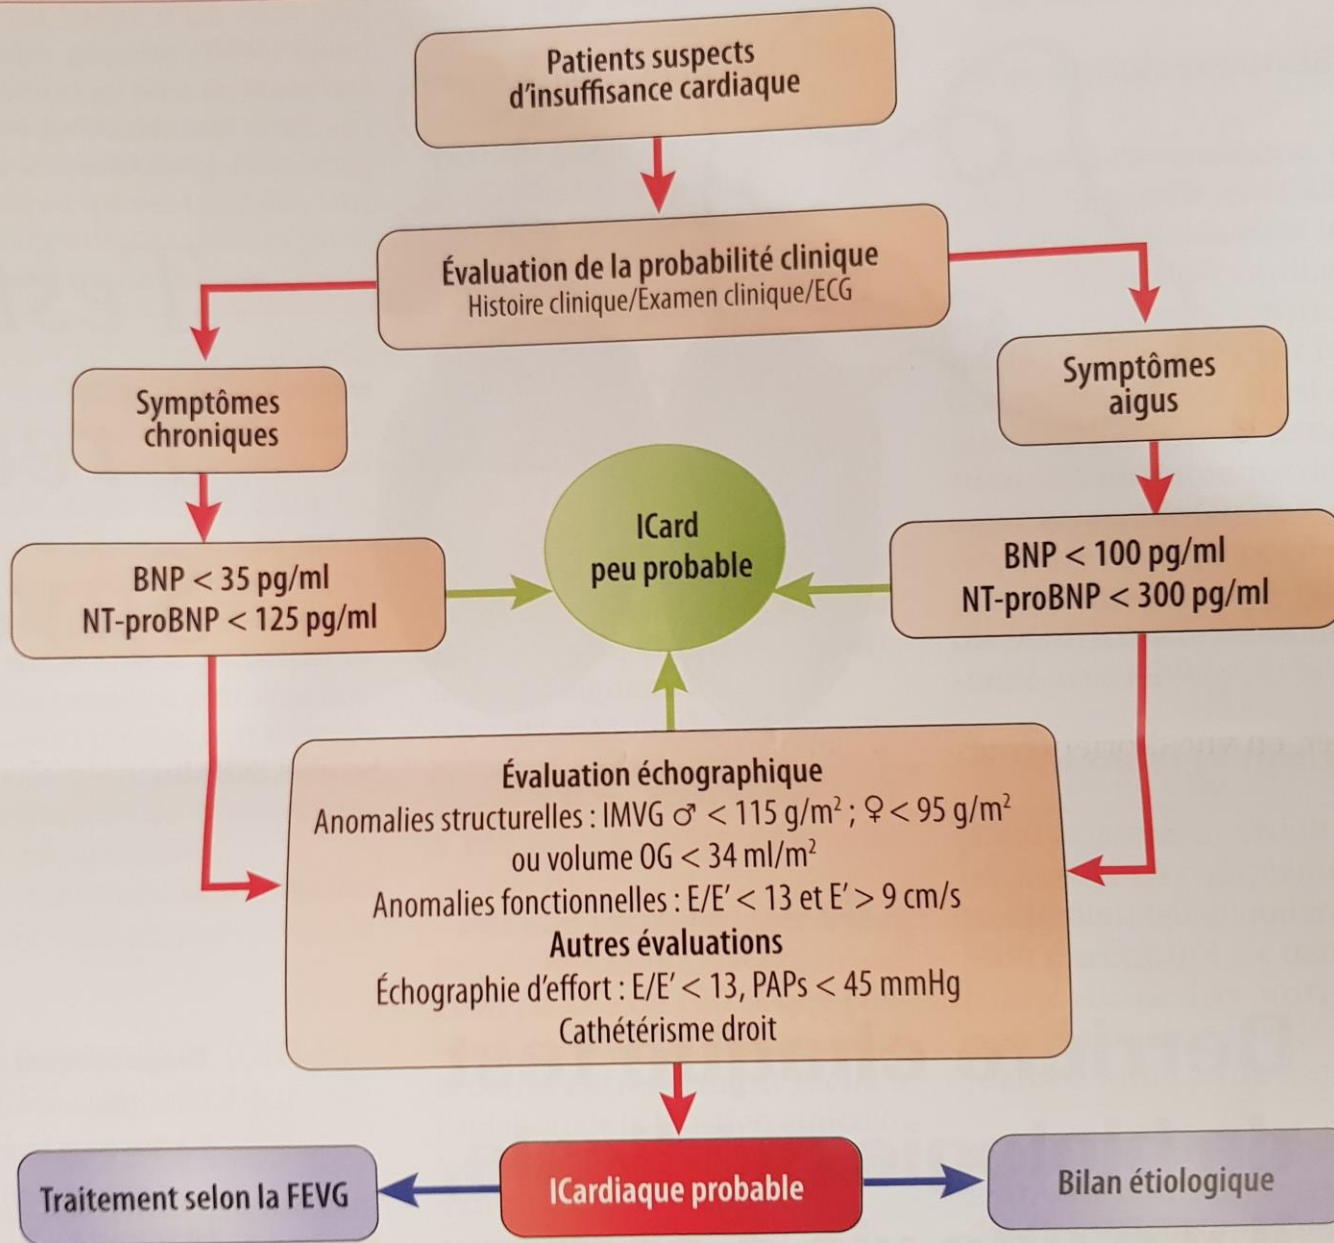 Patients suspects
d'insuffisance cardiaque
Évaluation de la probabilité clinique
Histoire clinique/Examen clinique/ECG
Symptômes
chroniques
Symptômes
aigus
BNP < 35 pg/ml
NT-proBNP < 125 pg/ml
ICard
peu probable
BNP < 100 pg/ml
NT-proBNP < 300 pg/ml
Évaluation échographique
Anomalies structurelles : IMVG ♂ < 115 g/m² ; ♀ < 95 g/m²
ou volume OG < 34 ml/m²
Anomalies fonctionnelles : E/E' < 13 et E' > 9 cm/s
Autres évaluations
Échographie d'effort : E/E' < 13, PAPs < 45 mmHg
Cathétérisme droit
Traitement selon la FEVG
ICardiaque probable
Bilan étiologique